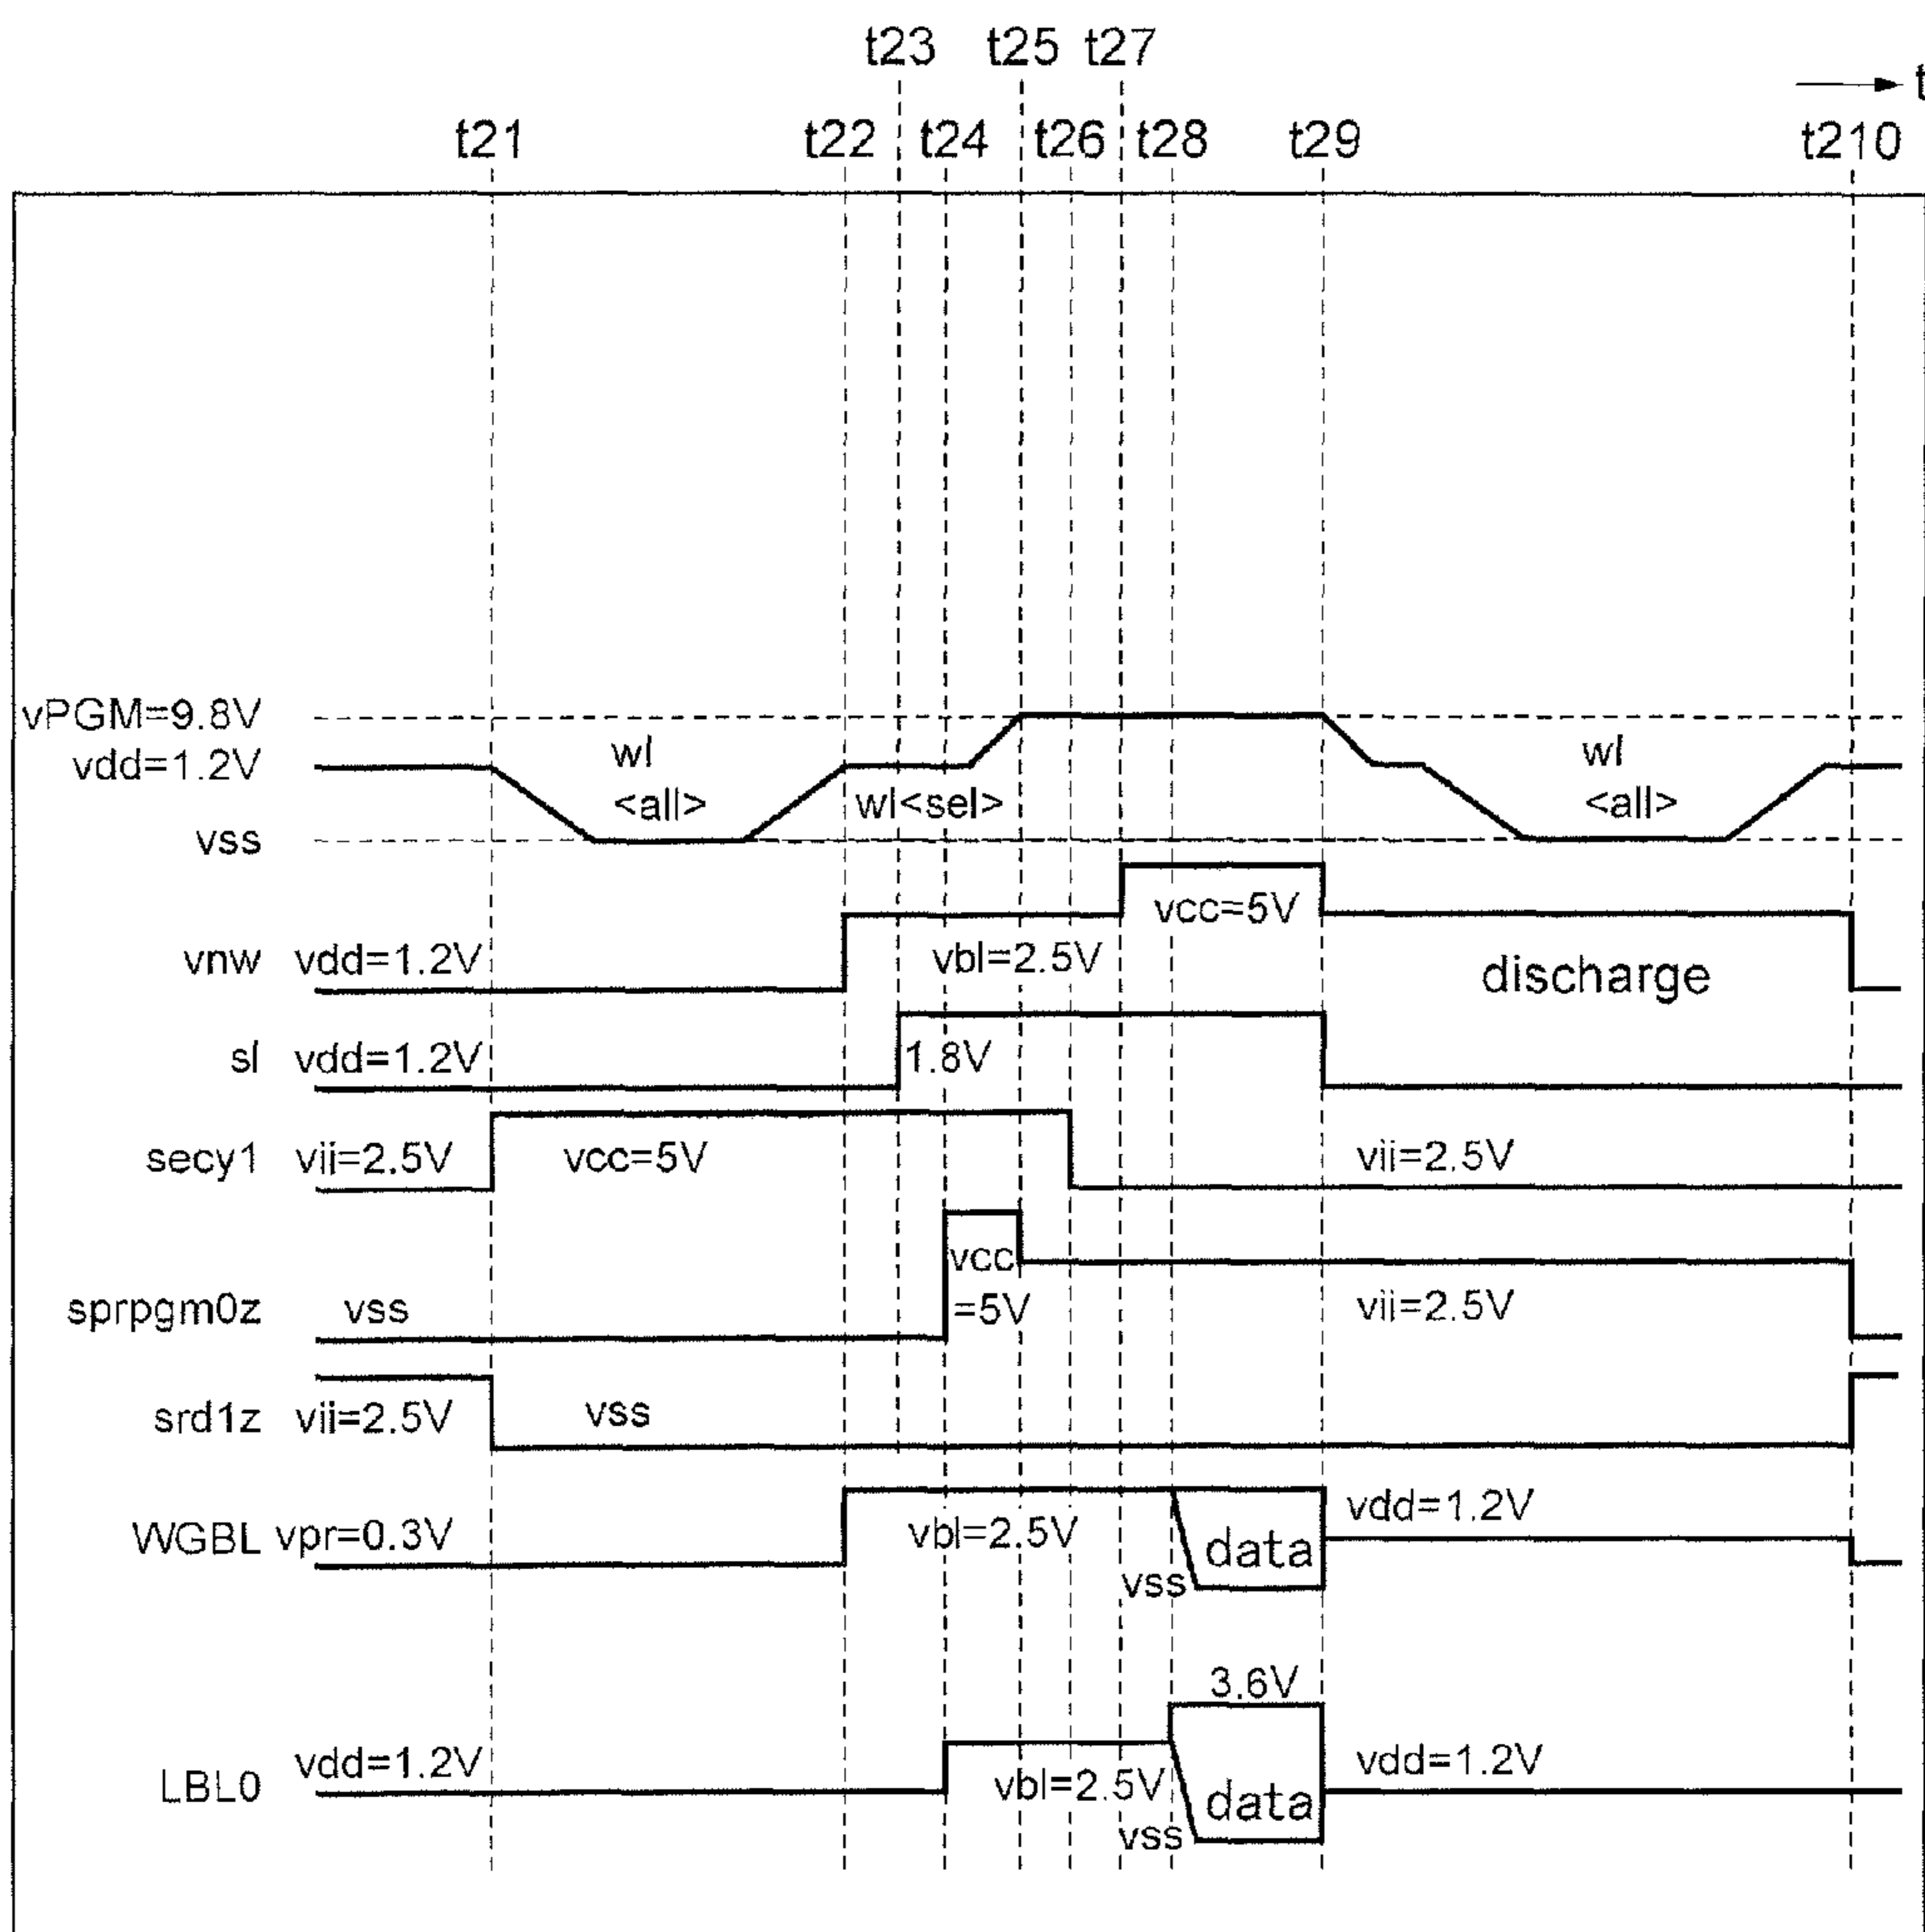 t23 t25 t27
t
t21 t22 t24 t26 t28 t29 t210
vPGM=9.8V
wl wl
vdd=1.2V
<all> wl<sel> <all>
vss
vcc=5V
vnw vdd=1.2V vbl=2.5V discharge
sl vdd=1.2V 1.8V
secy1 vii=2.5V vcc=5V vii=2.5V
vcc
sprpgm0z vss =5V vii=2.5V
srd1z vii=2.5V vss
vdd=1.2V
WGBL vpr=0.3V vbl=2.5V data
vss
3.6V
vdd=1.2V vdd=1.2V
LBL0 vbl=2.5V data
vss